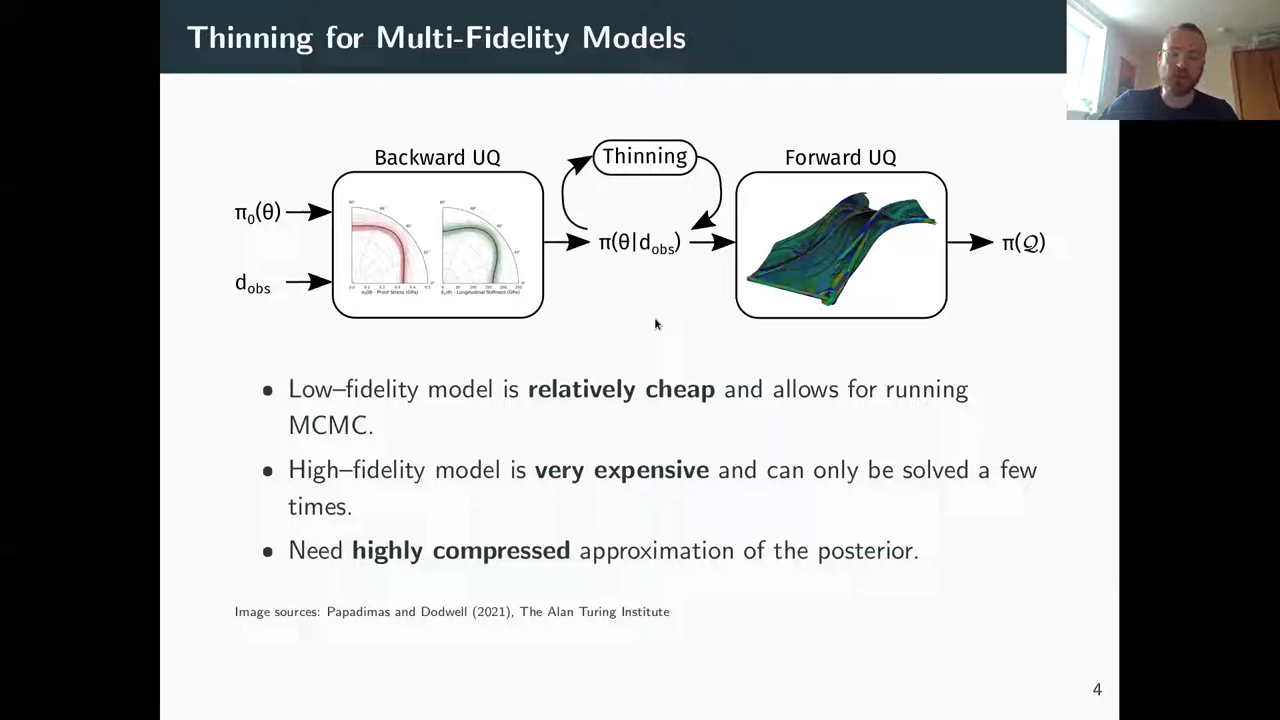 Thinning for Multi-Fidelity Models
Backward UQ
Thinning
Forward UQ
π₀(θ)
π(θ|d_obs)
π(𝒬)
d_obs
• Low–fidelity model is relatively cheap and allows for running
MCMC.
• High–fidelity model is very expensive and can only be solved a few
times.
• Need highly compressed approximation of the posterior.
Image sources: Papadimas and Dodwell (2021), The Alan Turing Institute
4